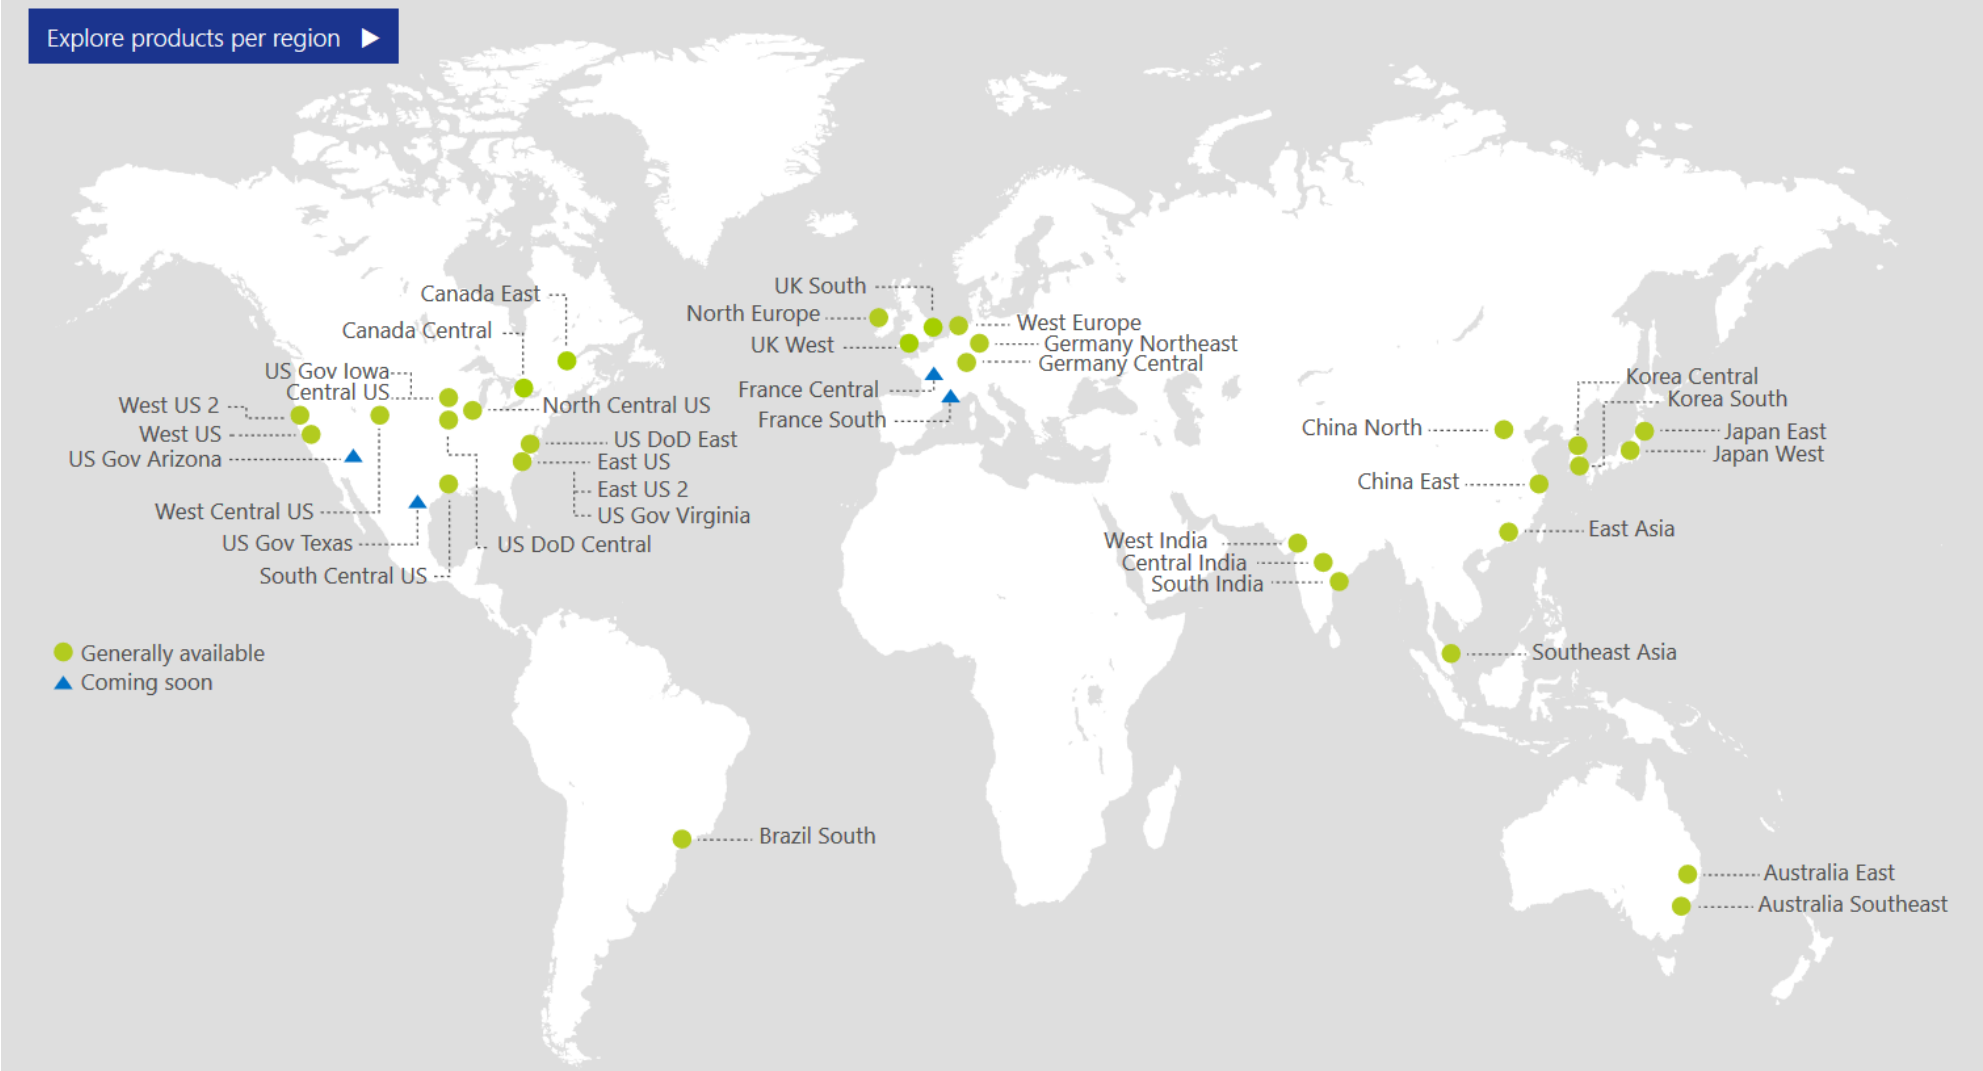 Explore products per region
Canada East
Canada Central
US Gov Iowa
Central US
West US 2
West US
US Gov Arizona
West Central US
US Gov Texas
South Central US
North Central US
US DoD East
East US
East US 2
US Gov Virginia
US DoD Central
UK South
North Europe
UK West
France Central
France South
West Europe
Germany Northeast
Germany Central
Korea Central
Korea South
China North
Japan East
Japan West
China East
East Asia
West India
Central India
South India
Southeast Asia
Generally available
Coming soon
Brazil South
Australia East
Australia Southeast